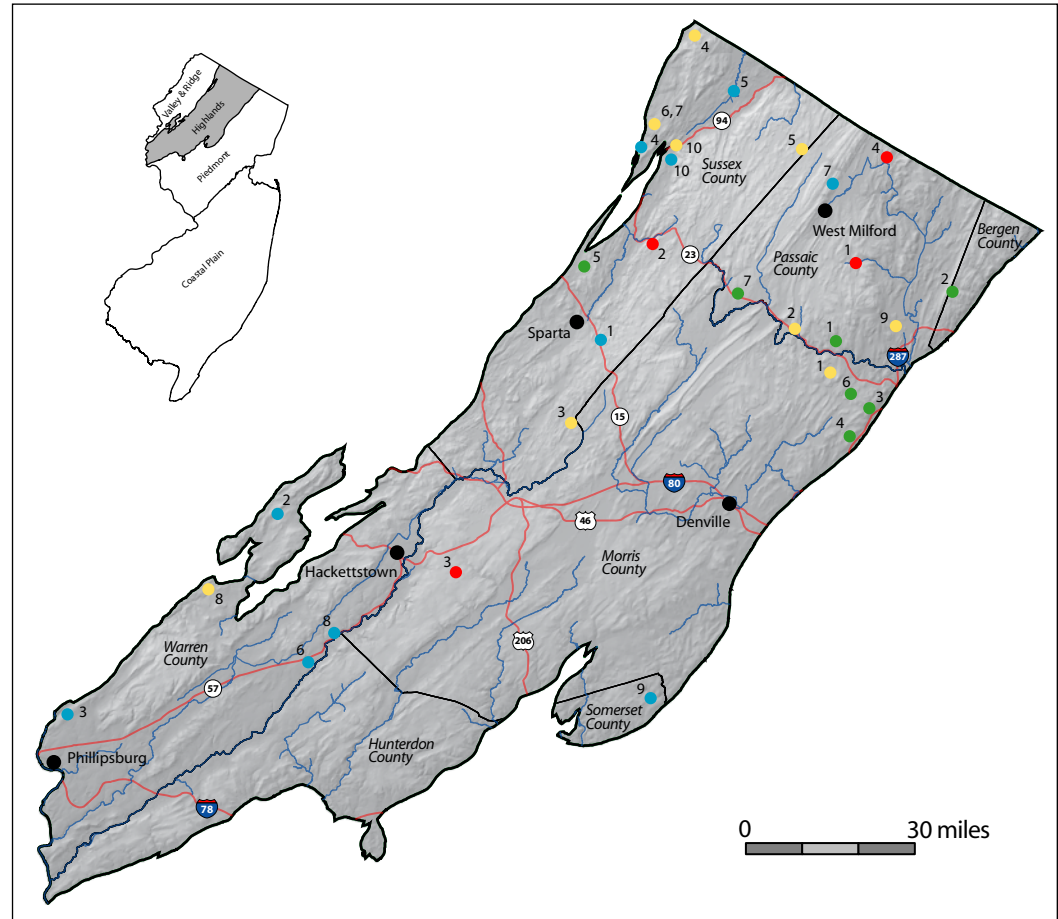 4
5
94
6,7
4
10
10
Sussex
County
5
4
7
West Milford
Bergen
County
Passaic
County
1
2
2
23
5
7
2
9
1
287
Sparta
1
1
6
3
4
3
15
80
Denville
46
2
Hackettstown
3
Morris
County
8
8
6
206
Warren
County
57
9
Somerset
County
3
Hunterdon
County
Phillipsburg
78
Valley & Ridge
Highlands
Piedmont
Coastal Plain
0
30 miles